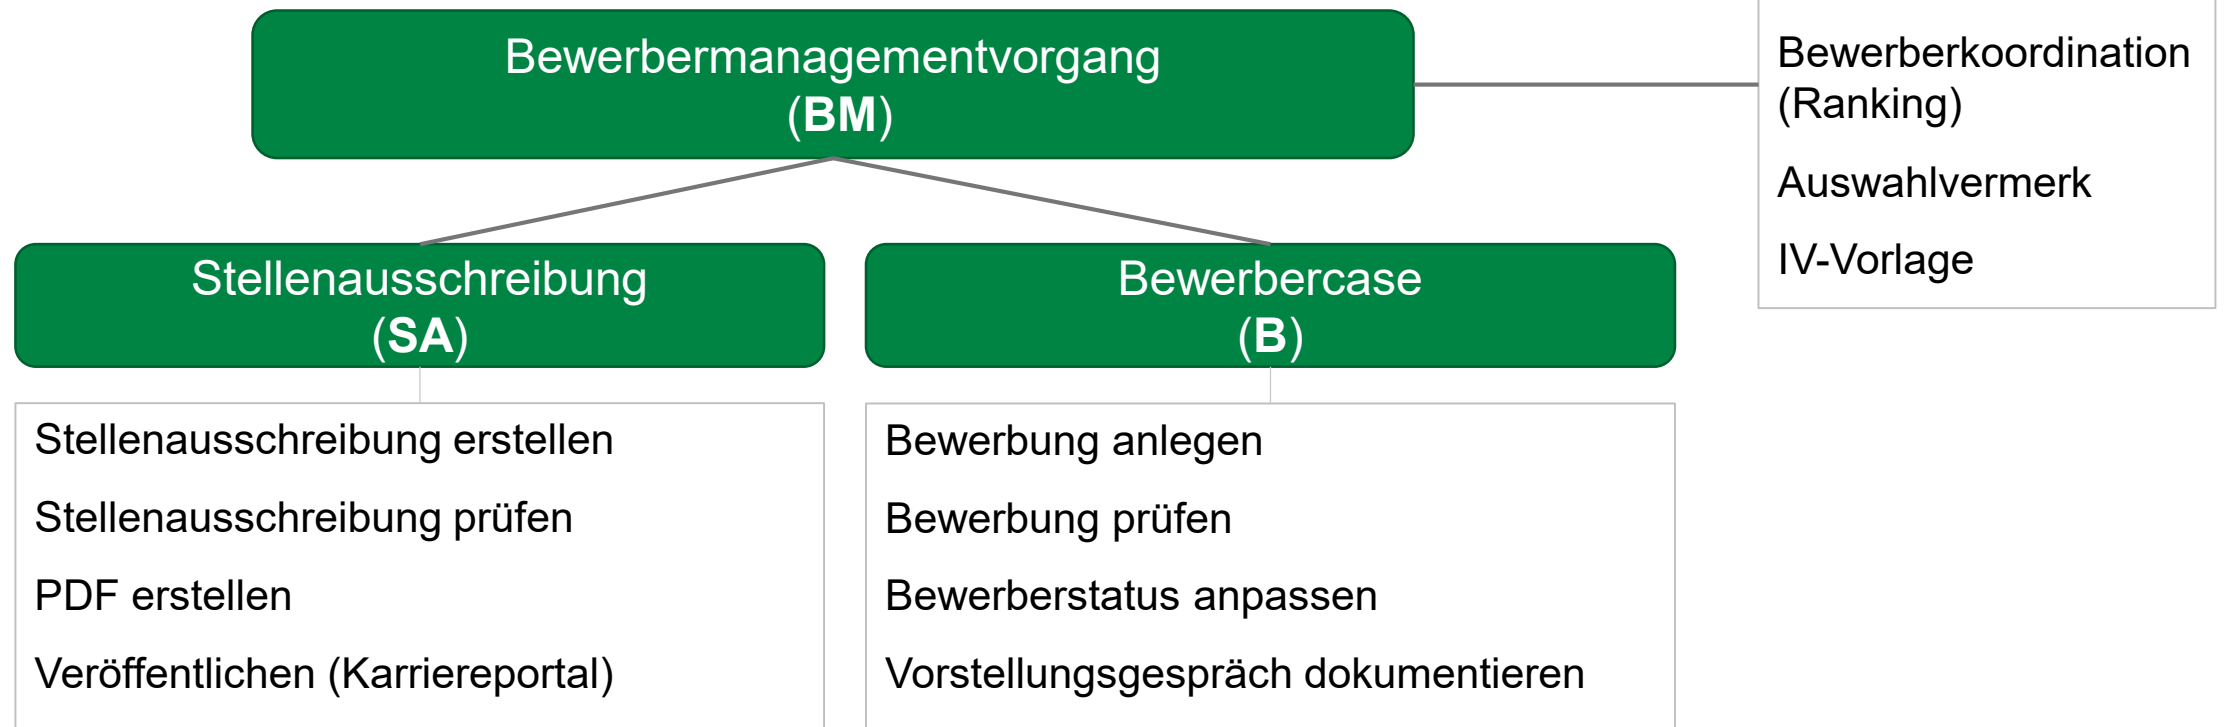 Bewerbermanagementvorgang
(BM)
Bewerberkoordination
(Ranking)
Auswahlvermerk
IV-Vorlage
Stellenausschreibung
(SA)
Stellenausschreibung erstellen
Stellenausschreibung prüfen
PDF erstellen
Veröffentlichen (Karriereportal)
Bewerbercase
(B)
Bewerbung anlegen
Bewerbung prüfen
Bewerberstatus anpassen
Vorstellungsgespräch dokumentieren